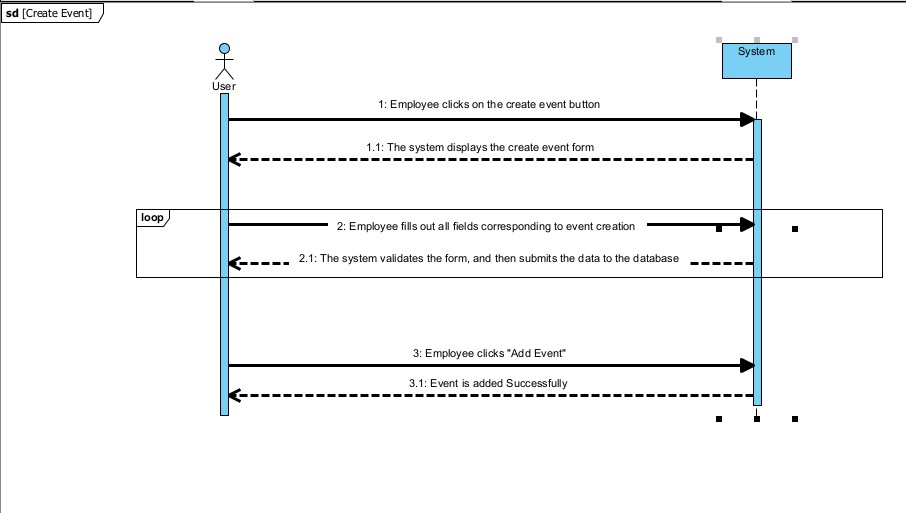 sd [Create Event]
System
User
1: Employee clicks on the create event button
1.1: The system displays the create event form
loop
2: Employee fills out all fields corresponding to event creation
2.1: The system validates the form, and then submits the data to the database
3: Employee clicks "Add Event"
3.1: Event is added Successfully